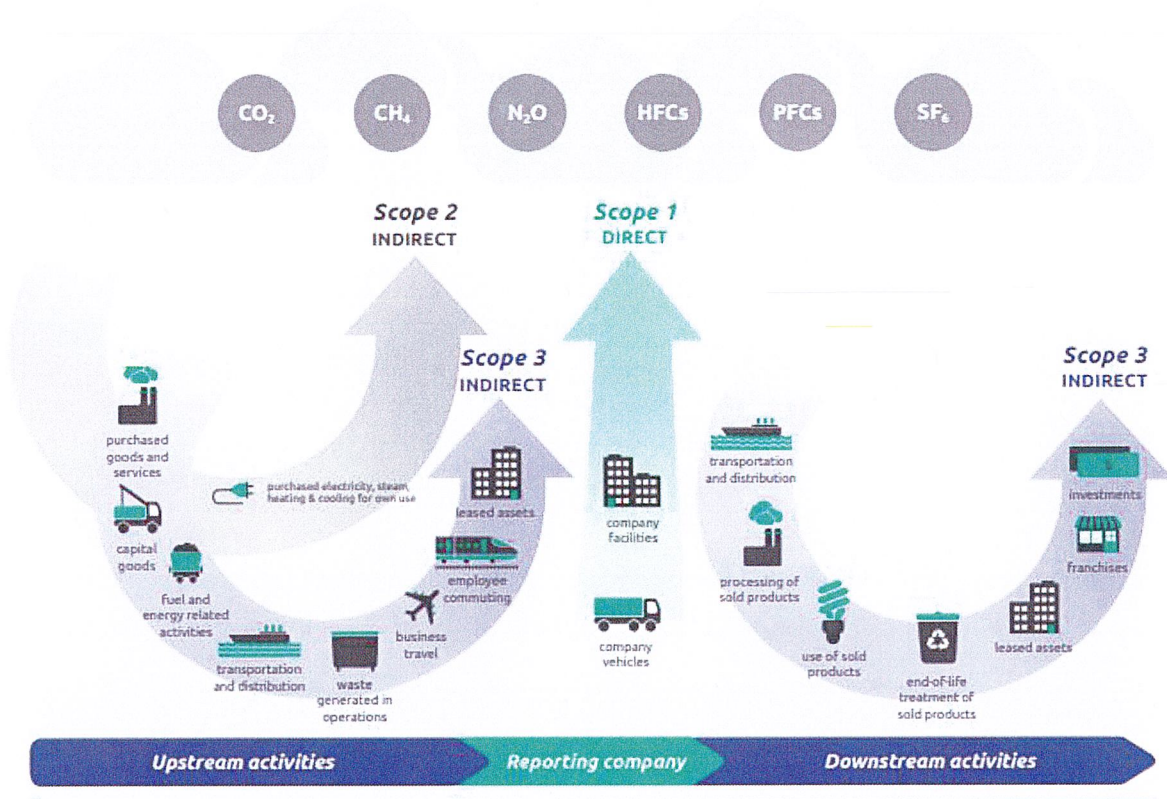 CO₂
CH₄
N₂O
HFCs
PFCs
SF₆
Scope 2
INDIRECT
Scope 1
DIRECT
Scope 3
INDIRECT
Scope 3
INDIRECT
purchased
goods and
services
purchased electricity, steam,
heating & cooling for own use
capital
goods
fuel and
energy related
activities
transportation
and distribution
waste
generated in
operations
business
travel
employee
commuting
leased assets
company
facilities
company
vehicles
transportation
and distribution
processing of
sold products
use of sold
products
end-of-life
treatment of
sold products
leased assets
franchises
investments
Upstream activities
Reporting company
Downstream activities